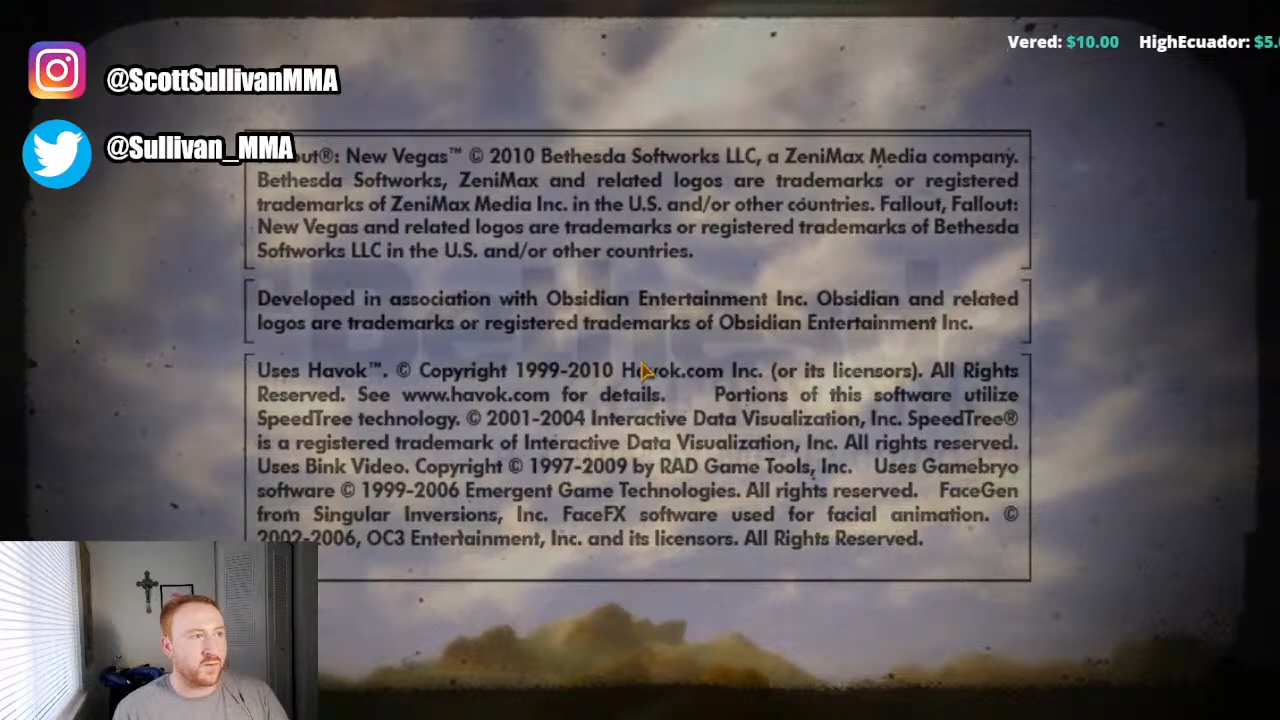 Vered: $10.00 HighEcuador: $5.
@ScottSullivanMMA
@Sullivan_MMA
out®: New Vegas™ © 2010 Bethesda Softworks LLC, a ZeniMax Media company.
Bethesda Softworks, ZeniMax and related logos are trademarks or registered
trademarks of ZeniMax Media Inc. in the U.S. and/or other countries. Fallout, Fallout:
New Vegas and related logos are trademarks or registered trademarks of Bethesda
Softworks LLC in the U.S. and/or other countries.
Developed in association with Obsidian Entertainment Inc. Obsidian and related
logos are trademarks or registered trademarks of Obsidian Entertainment Inc.
Uses Havok™. © Copyright 1999-2010 Havok.com Inc. (or its licensors). All Rights
Reserved. See www.havok.com for details. Portions of this software utilize
SpeedTree technology. © 2001-2004 Interactive Data Visualization, Inc. SpeedTree®
is a registered trademark of Interactive Data Visualization, Inc. All rights reserved.
Uses Bink Video. Copyright © 1997-2009 by RAD Game Tools, Inc. Uses Gamebryo
software © 1999-2006 Emergent Game Technologies. All rights reserved. FaceGen
from Singular Inversions, Inc. FaceFX software used for facial animation. ©
2002-2006, OC3 Entertainment, Inc. and its licensors. All Rights Reserved.